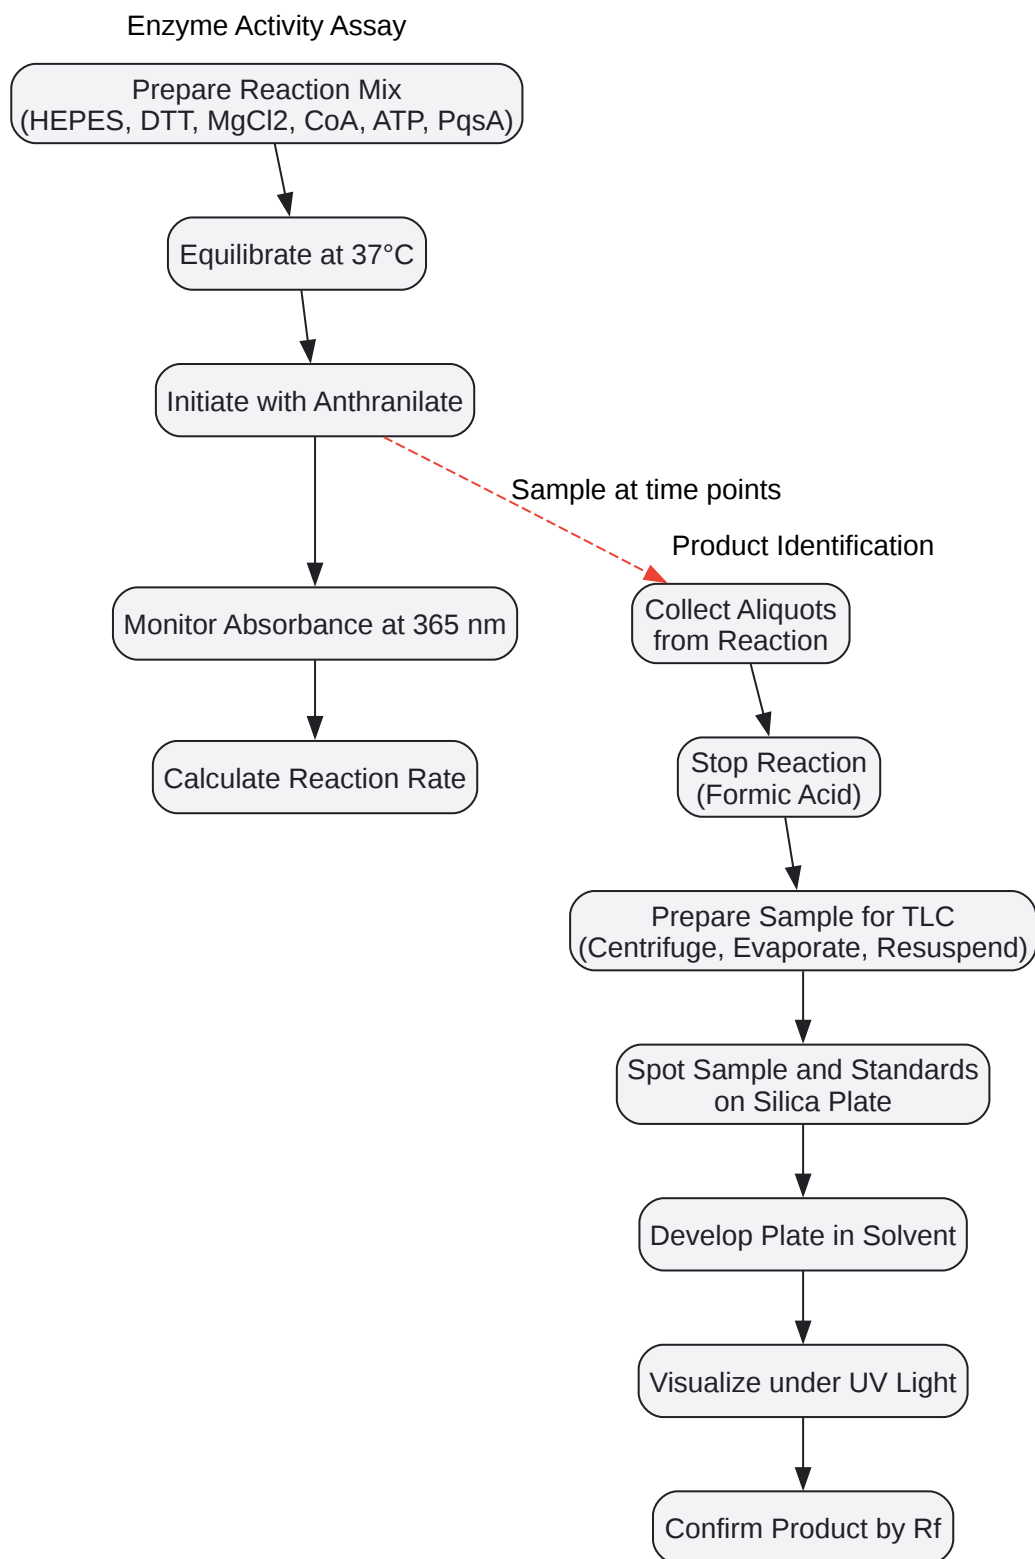 Enzyme Activity Assay
Prepare Reaction Mix
(HEPES, DTT, MgCl2, CoA, ATP, PqsA)
Equilibrate at 37°C
Initiate with Anthranilate
Sample at time points
Product Identification
Monitor Absorbance at 365 nm
Collect Aliquots
from Reaction
Calculate Reaction Rate
Stop Reaction
(Formic Acid)
Prepare Sample for TLC
(Centrifuge, Evaporate, Resuspend)
Spot Sample and Standards
on Silica Plate
Develop Plate in Solvent
Visualize under UV Light
Confirm Product by Rf